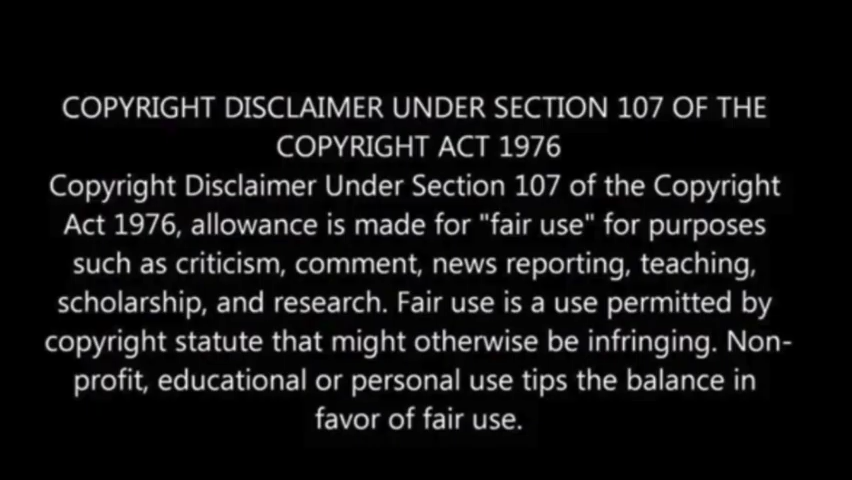 COPYRIGHT DISCLAIMER UNDER SECTION 107 OF THE
COPYRIGHT ACT 1976
Copyright Disclaimer Under Section 107 of the Copyright
Act 1976, allowance is made for "fair use" for purposes
such as criticism, comment, news reporting, teaching,
scholarship, and research. Fair use is a use permitted by
copyright statute that might otherwise be infringing. Non-
profit, educational or personal use tips the balance in
favor of fair use.